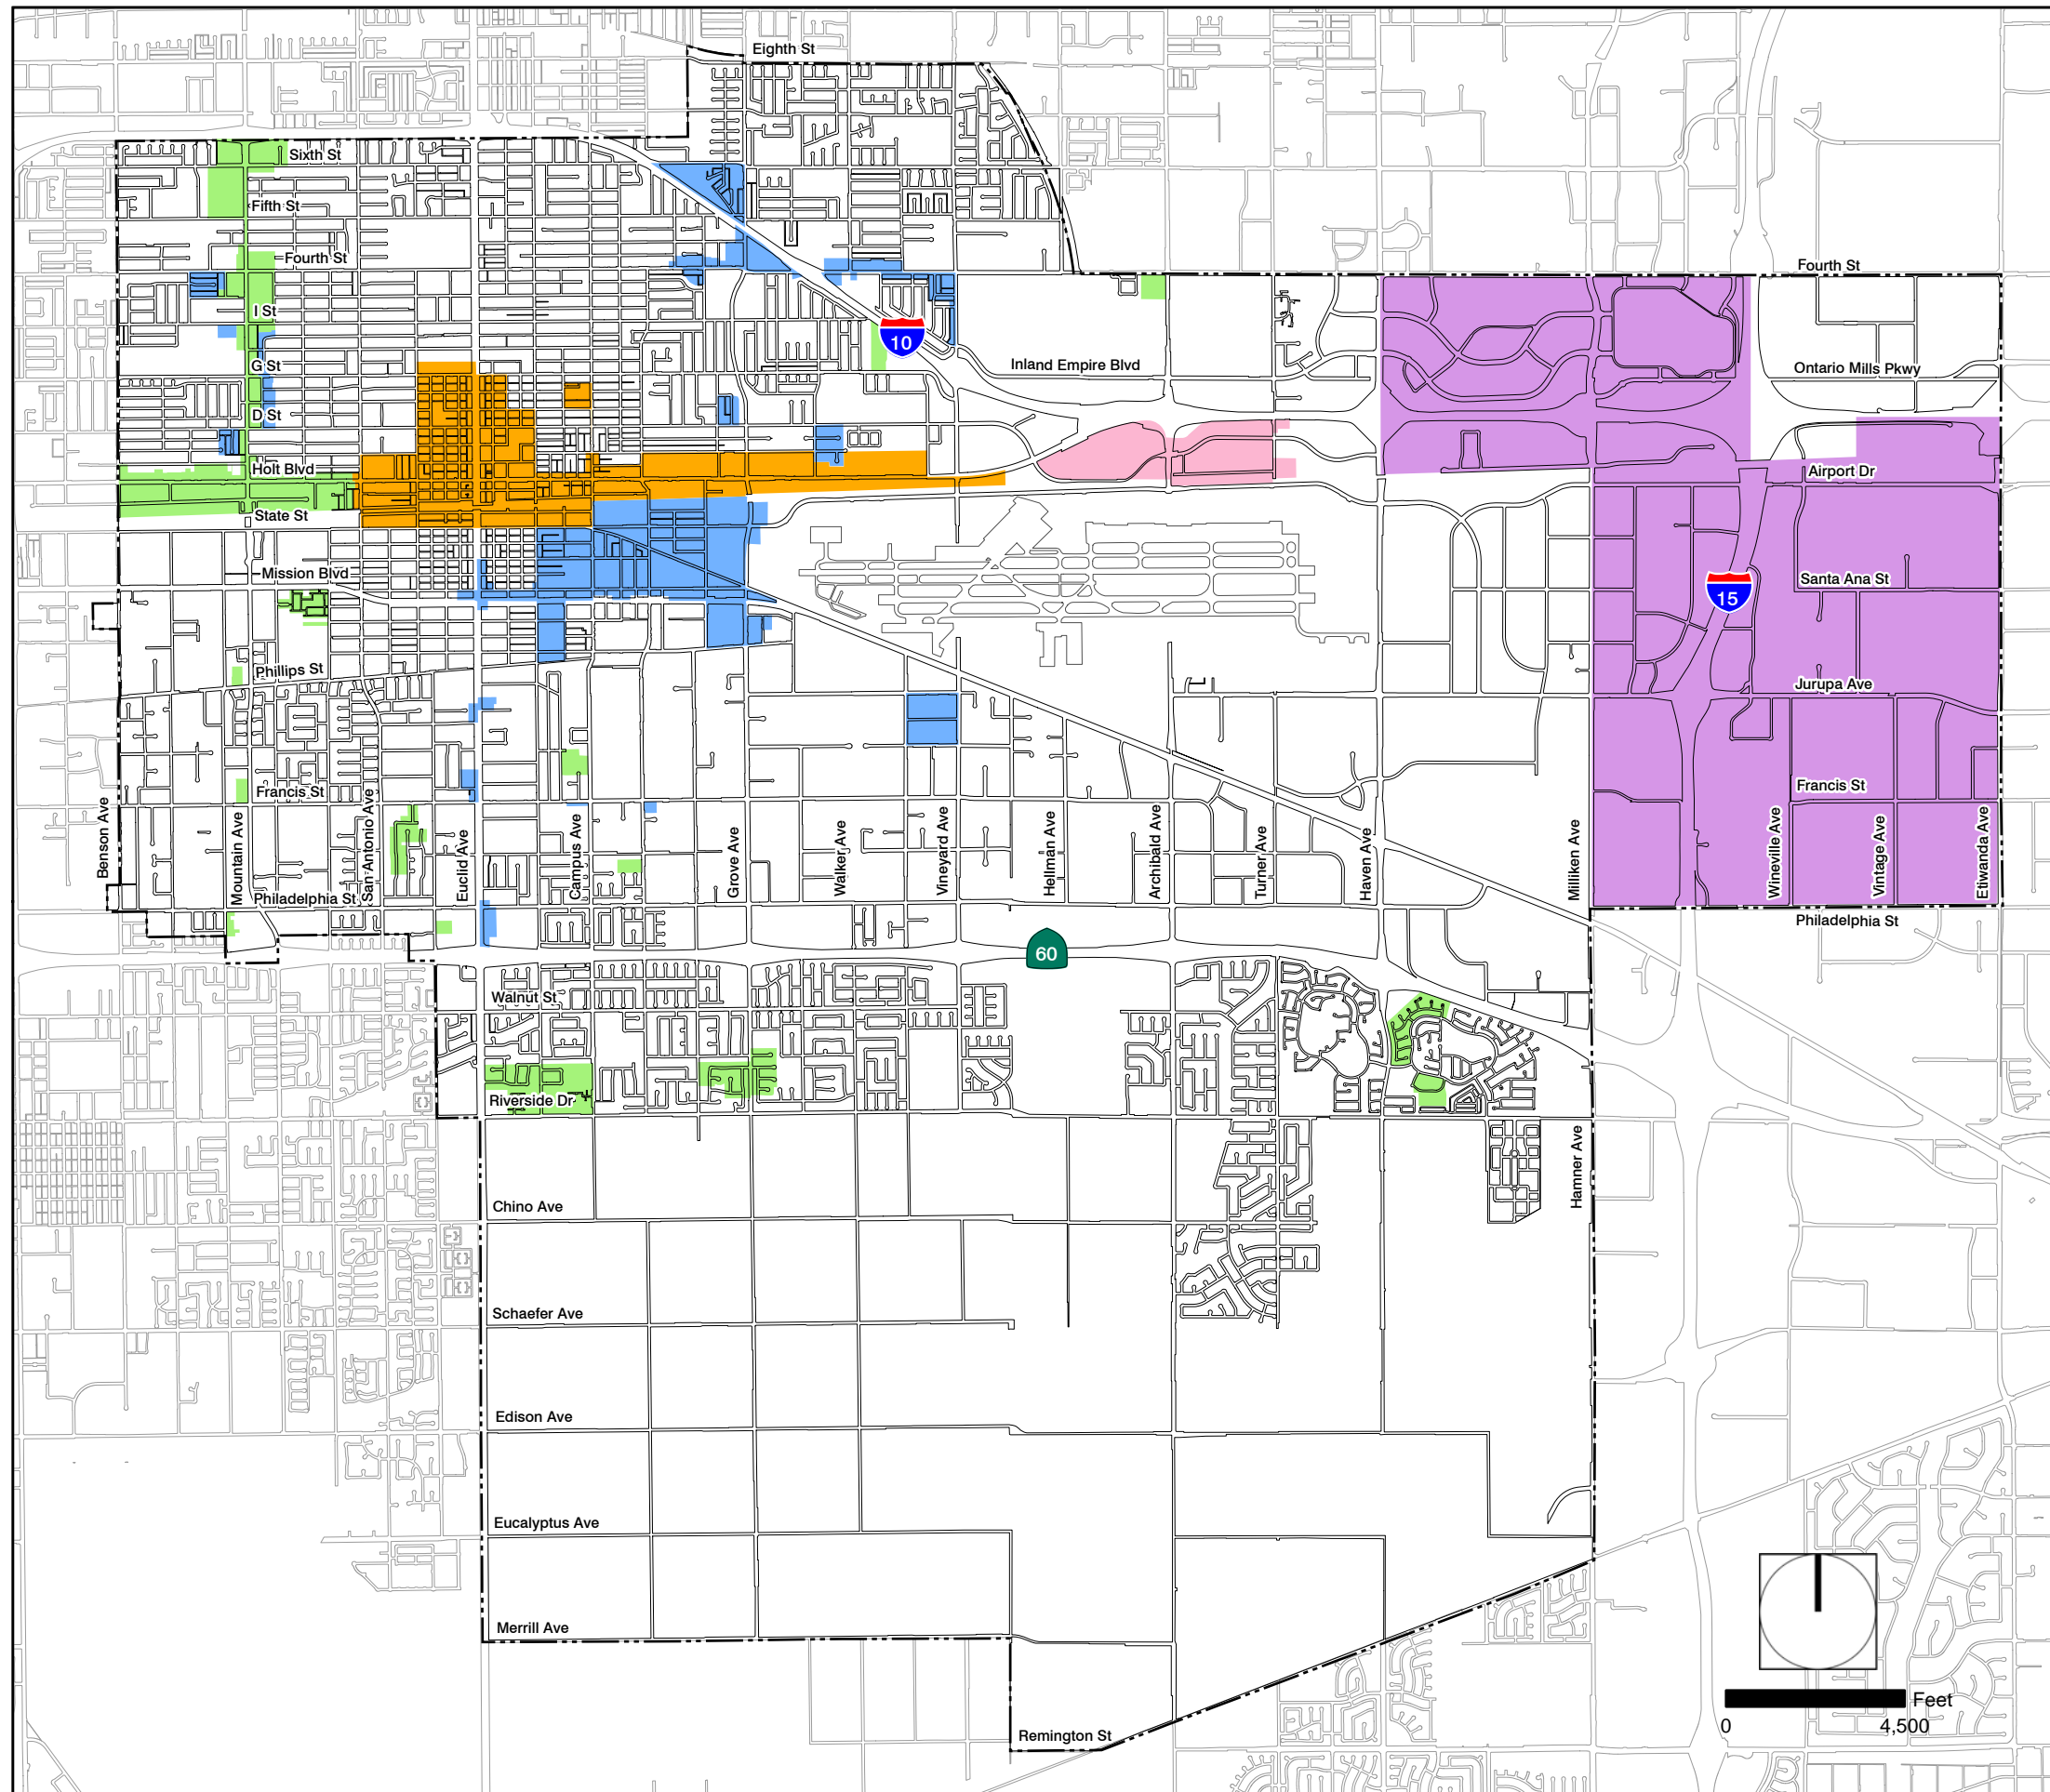 Eighth St
Sixth St
Fifth St
Fourth St
Fourth St
I St
10
G St
Inland Empire Blvd
Ontario Mills Pkwy
D St
Holt Blvd
Airport Dr
State St
Mission Blvd
Santa Ana St
15
Phillips St
Jurupa Ave
Francis St
Francis St
Benson Ave
Mountain Ave
San Antonio Ave
Euclid Ave
Campus Ave
Grove Ave
Walker Ave
Vineyard Ave
Hellman Ave
Archibald Ave
Turner Ave
Haven Ave
Milliken Ave
Wineville Ave
Vintage Ave
Etiwanda Ave
Philadelphia St
Philadelphia St
60
Walnut St
Riverside Dr
Hamner Ave
Chino Ave
Schaefer Ave
Edison Ave
Eucalyptus Ave
Merrill Ave
Feet
0 4,500
Remington St